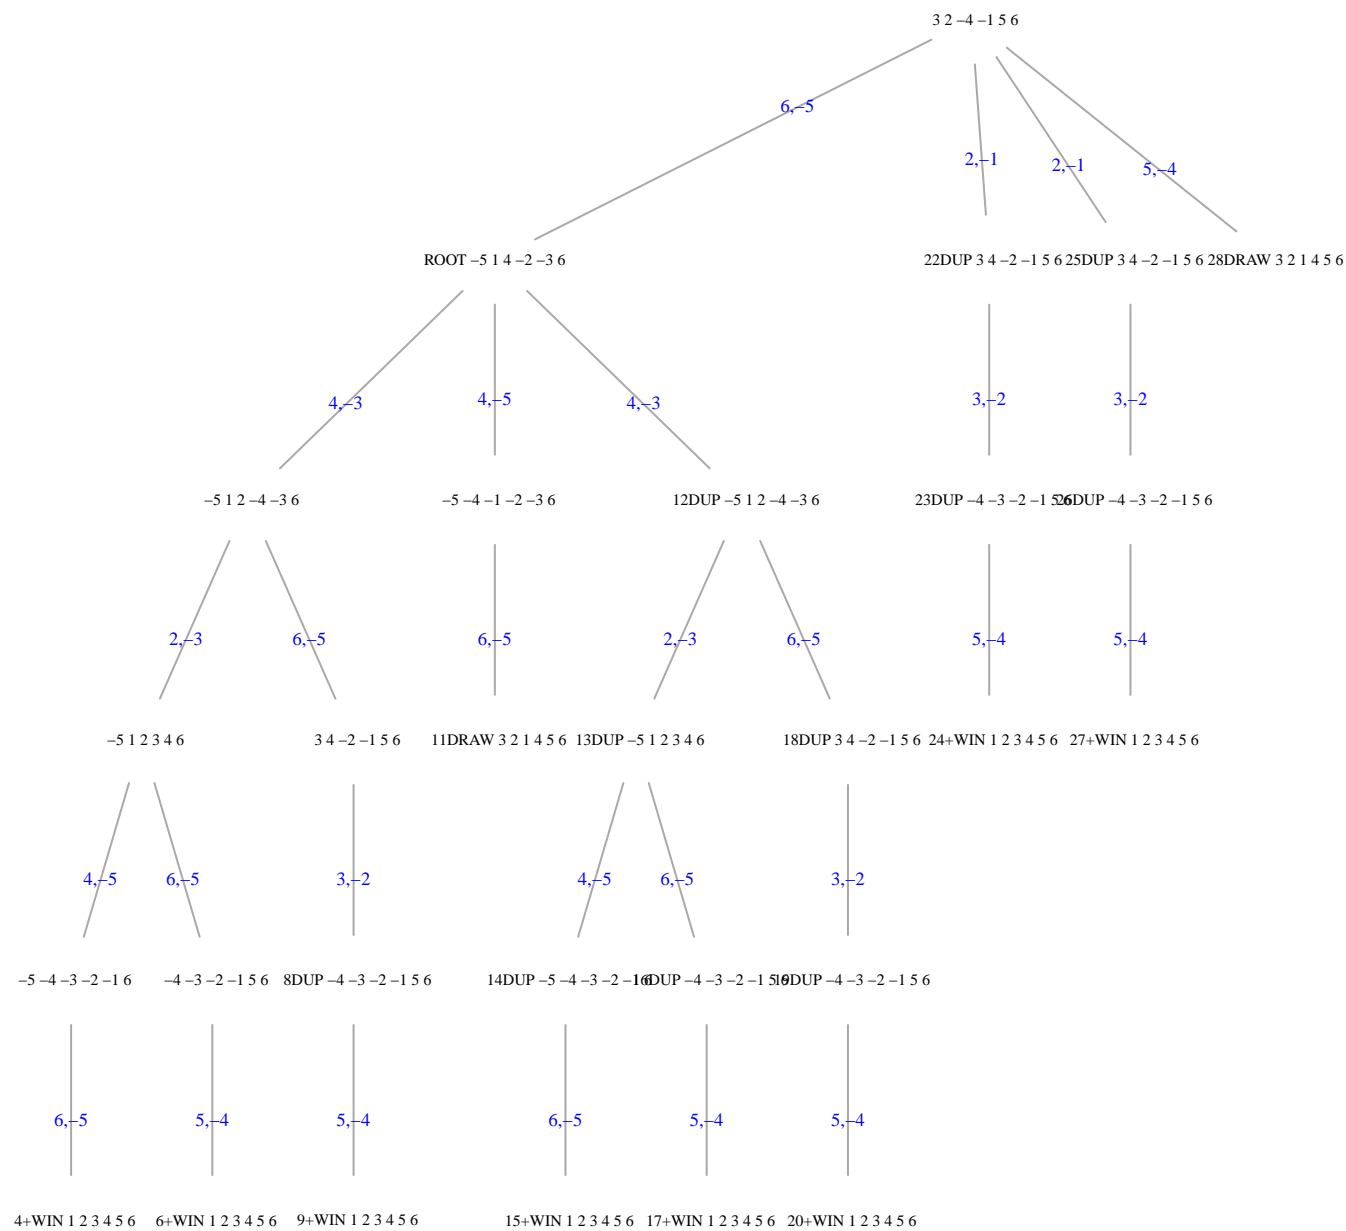 3 2 –4 –1 5 6
6,–5
2,–1
2,–1
5,–4
ROOT –5 1 4 –2 –3 6
22DUP 3 4 –2 –1 5 6
25DUP 3 4 –2 –1 5 6
28DRAW 3 2 1 4 5 6
4,–3
4,–5
4,–3
3,–2
3,–2
–5 1 2 –4 –3 6
–5 –4 –1 –2 –3 6
12DUP –5 1 2 –4 –3 6
23DUP –4 –3 –2 –1 5 6
26DUP –4 –3 –2 –1 5 6
2,–3
6,–5
6,–5
2,–3
6,–5
5,–4
5,–4
–5 1 2 3 4 6
3 4 –2 –1 5 6
11DRAW 3 2 1 4 5 6
13DUP –5 1 2 3 4 6
18DUP 3 4 –2 –1 5 6
24+WIN 1 2 3 4 5 6
27+WIN 1 2 3 4 5 6
4,–5
6,–5
3,–2
4,–5
6,–5
3,–2
–5 –4 –3 –2 –1 6
–4 –3 –2 –1 5 6
8DUP –4 –3 –2 –1 5 6
14DUP –5 –4 –3 –2 –1 6
16DUP –4 –3 –2 –1 5 6
19DUP –4 –3 –2 –1 5 6
6,–5
5,–4
5,–4
6,–5
5,–4
5,–4
4+WIN 1 2 3 4 5 6
6+WIN 1 2 3 4 5 6
9+WIN 1 2 3 4 5 6
15+WIN 1 2 3 4 5 6
17+WIN 1 2 3 4 5 6
20+WIN 1 2 3 4 5 6